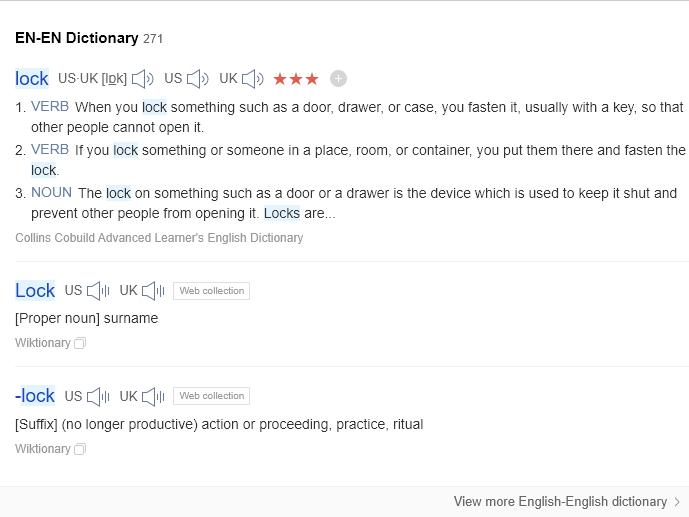 EN-EN Dictionary 271
lock US·UK [lɒk] US UK ★★★
1. VERB When you lock something such as a door, drawer, or case, you fasten it, usually with a key, so that
other people cannot open it.
2. VERB If you lock something or someone in a place, room, or container, you put them there and fasten the
lock.
3. NOUN The lock on something such as a door or a drawer is the device which is used to keep it shut and
prevent other people from opening it. Locks are...
Collins Cobuild Advanced Learner's English Dictionary
Lock US UK Web collection
[Proper noun] surname
Wiktionary
-lock US UK Web collection
[Suffix] (no longer productive) action or proceeding, practice, ritual
Wiktionary
View more English-English dictionary >